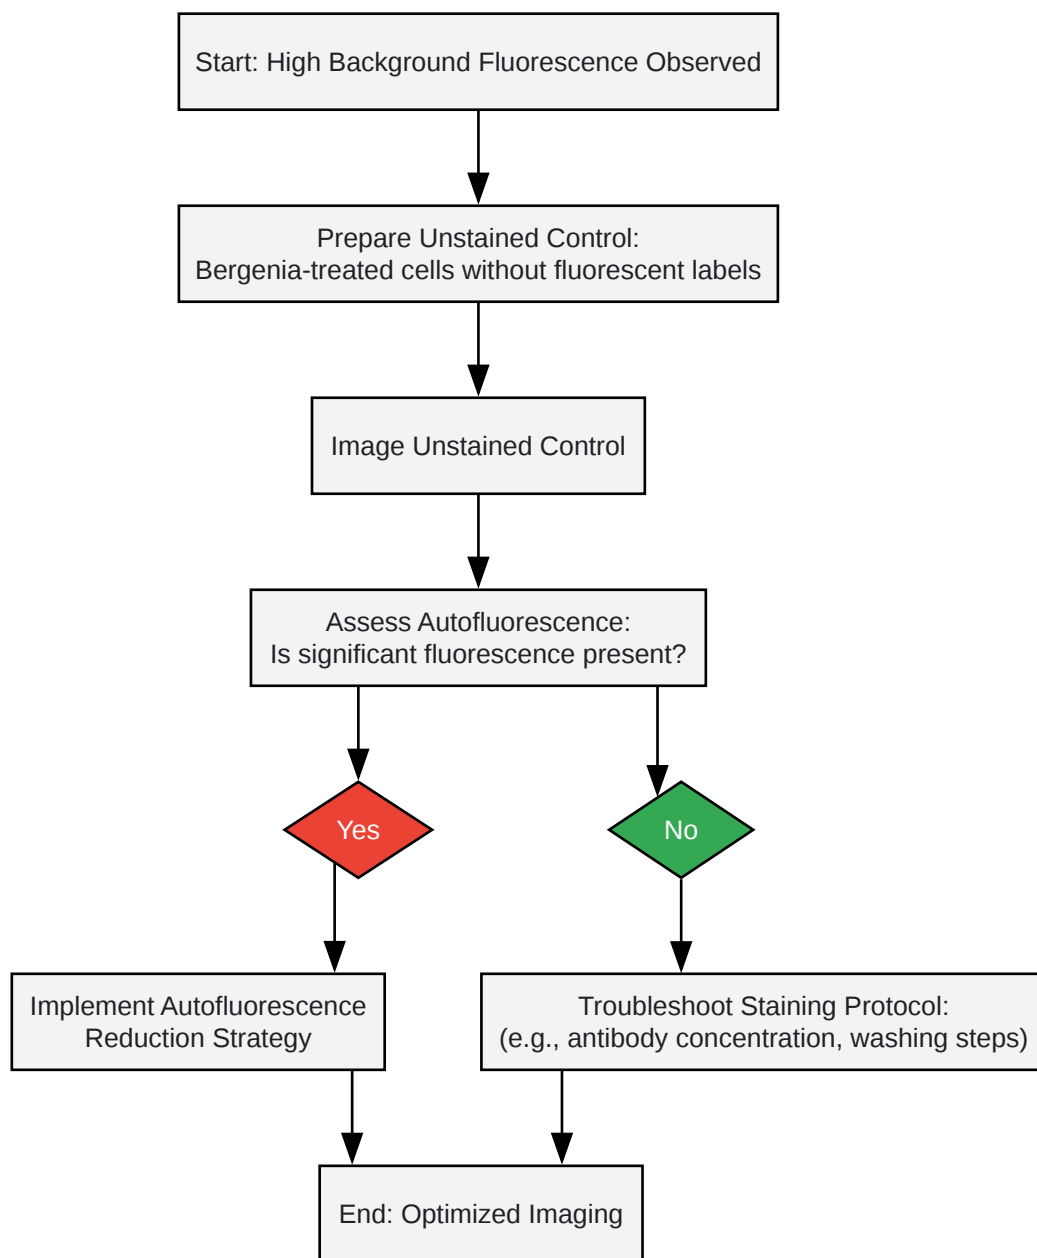 Start: High Background Fluorescence Observed
Prepare Unstained Control:
Bergenia-treated cells without fluorescent labels
Image Unstained Control
Assess Autofluorescence:
Is significant fluorescence present?
Yes
No
Implement Autofluorescence
Reduction Strategy
Troubleshoot Staining Protocol:
(e.g., antibody concentration, washing steps)
End: Optimized Imaging